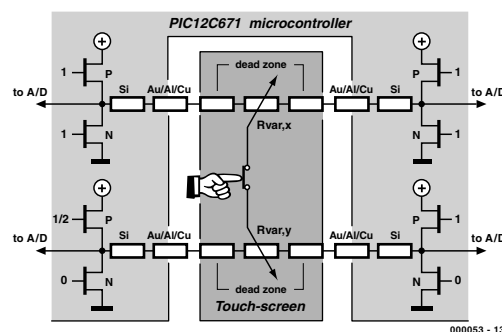 PIC12C671 microcontroller
1 P dead zone P 1
to A/D Si Au/Al/Cu Au/Al/Cu Si to A/D
Rvar,x
1 N N 1
1/2 P Rvar,y P 1
to A/D Si Au/Al/Cu Au/Al/Cu Si to A/D
0 N dead zone N 0
Touch-screen
000053 - 13